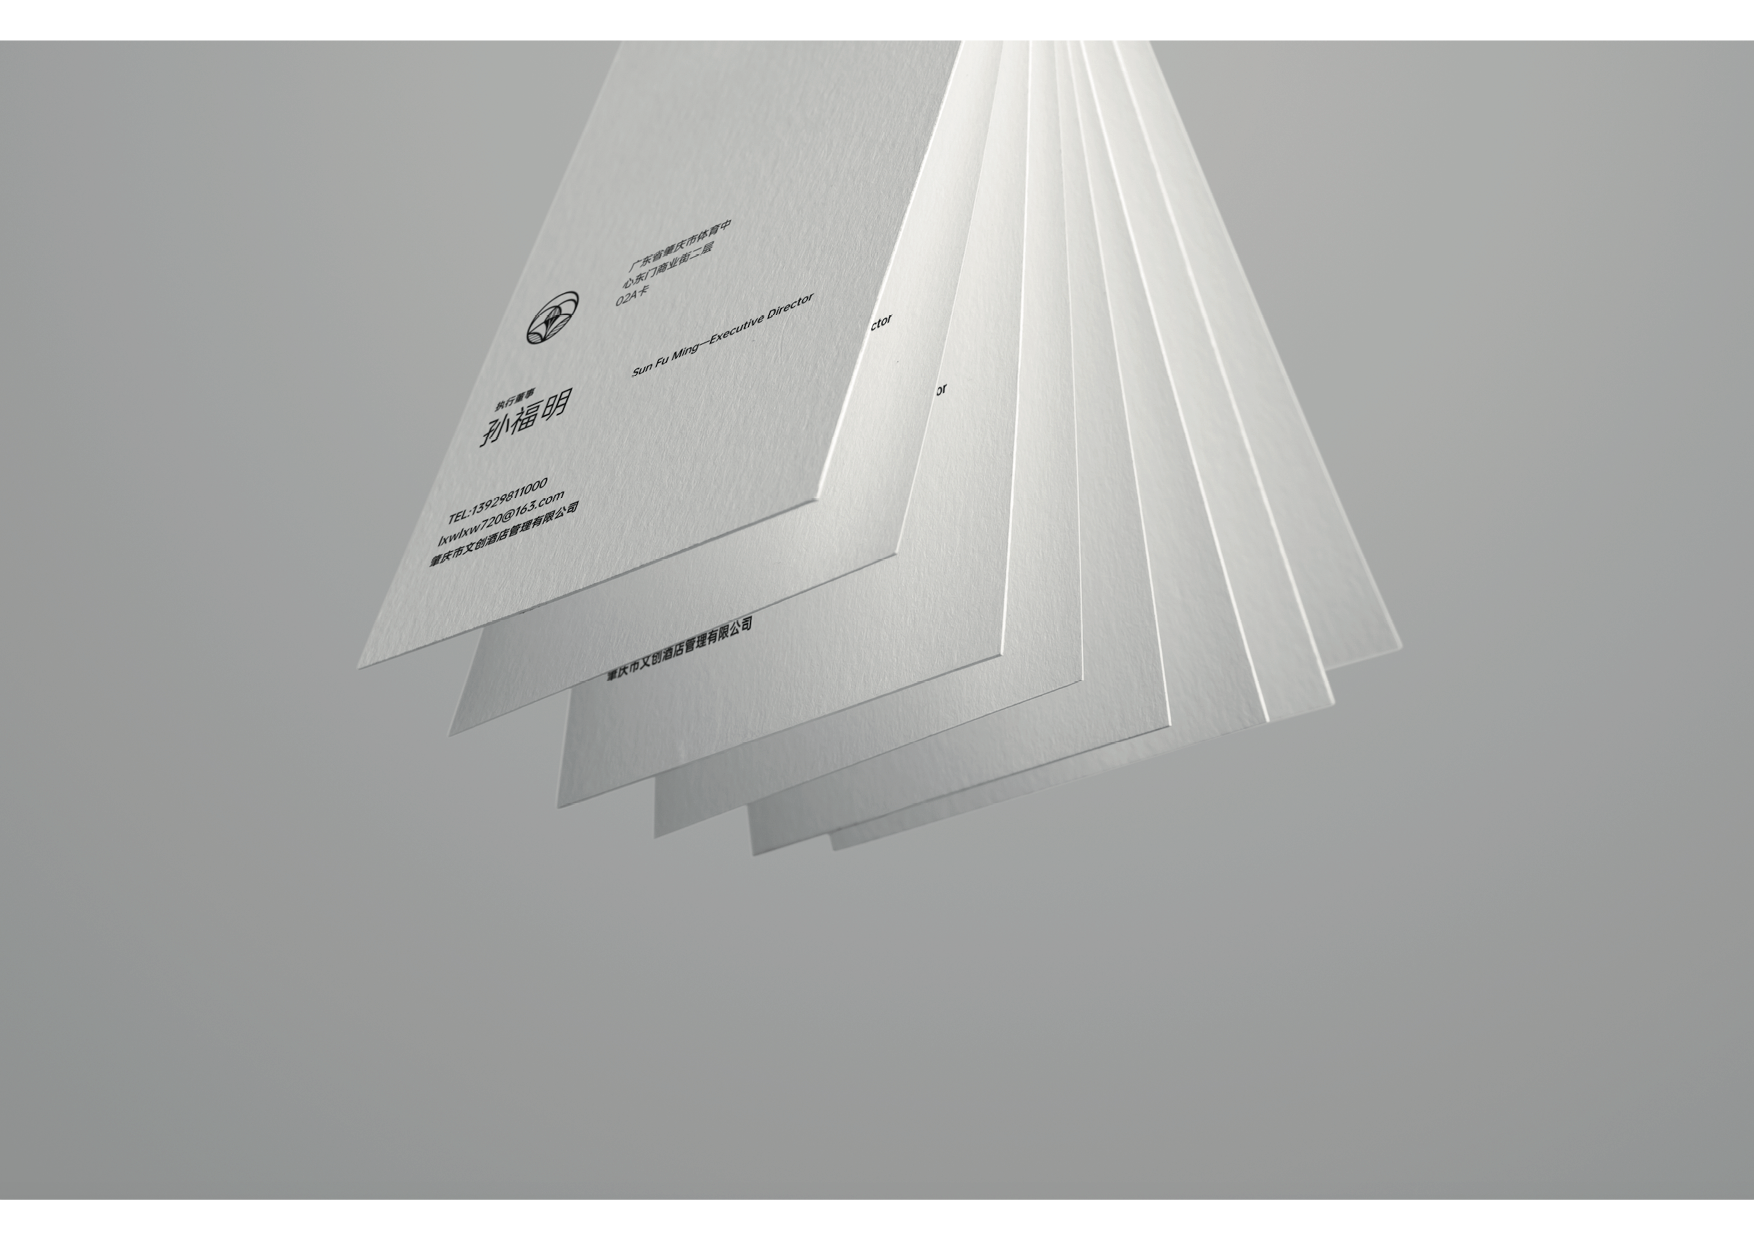 广东省肇庆市体育中
心东门商业街二层
02A卡
Sun Fu Ming—Executive Director
执行董事
孙福明
TEL:13929811000
lxwlxw720@163.com
肇庆市文创酒店管理有限公司
ctor
or
肇庆市文创酒店管理有限公司